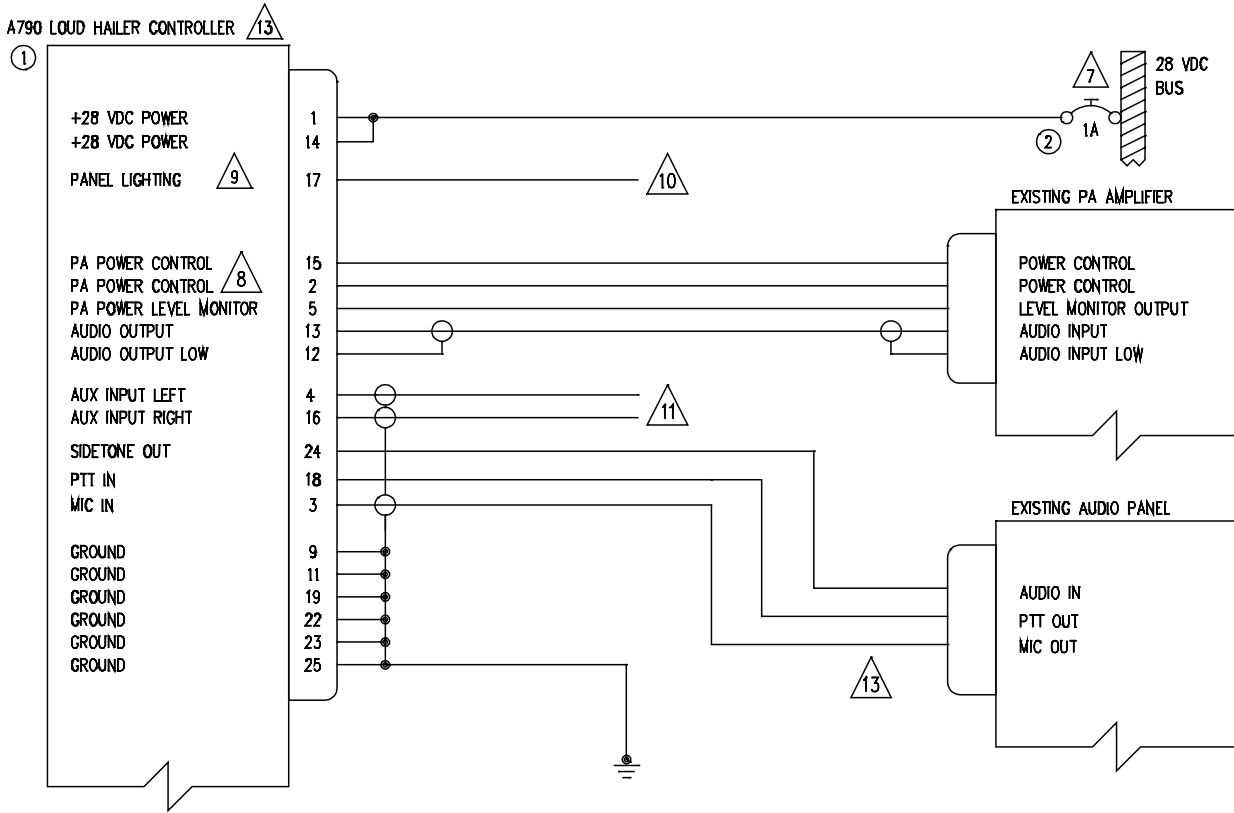 A790 LOUD HAILER CONTROLLER 13
1
+28 VDC POWER 1
+28 VDC POWER 14
PANEL LIGHTING 9 17 10
PA POWER CONTROL 15
PA POWER CONTROL 8 2
PA POWER LEVEL MONITOR 5
AUDIO OUTPUT 13
AUDIO OUTPUT LOW 12
AUX INPUT LEFT 4
AUX INPUT RIGHT 16
11
SIDETONE OUT 24
PTT IN 18
MIC IN 3
GROUND 9
GROUND 11
GROUND 19
GROUND 22
GROUND 23
GROUND 25
7
28 VDC
BUS
1A
2
EXISTING PA AMPLIFIER
POWER CONTROL
POWER CONTROL
LEVEL MONITOR OUTPUT
AUDIO INPUT
AUDIO INPUT LOW
EXISTING AUDIO PANEL
AUDIO IN
PTT OUT
MIC OUT
13